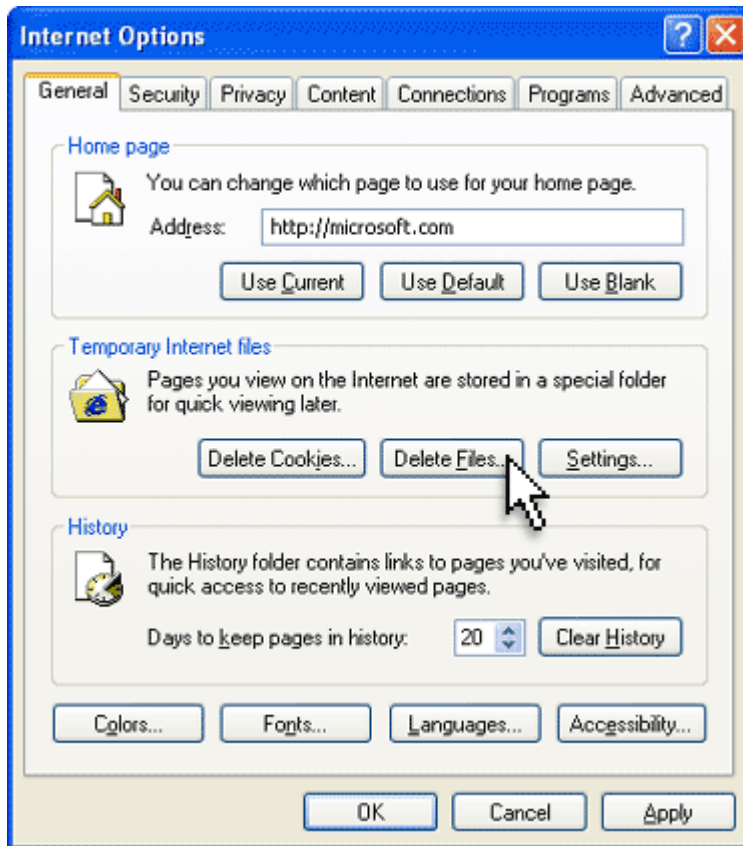 Internet Options
General Security Privacy Content Connections Programs Advanced
Home page
You can change which page to use for your home page.
Address: http://microsoft.com
Use Current Use Default Use Blank
Temporary Internet files
Pages you view on the Internet are stored in a special folder
for quick viewing later.
Delete Cookies... Delete Files... Settings...
History
The History folder contains links to pages you've visited, for
quick access to recently viewed pages.
Days to keep pages in history: 20 Clear History
Colors... Fonts... Languages... Accessibility...
OK Cancel Apply